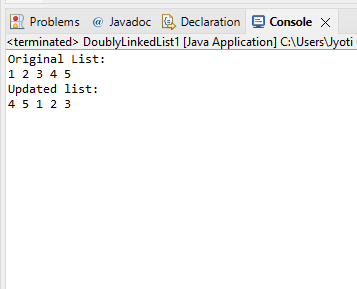 Problems @ Javadoc Declaration Console
<terminated> DoublyLinkedList1 [Java Application] C:\Users\Jyoti
Original List:
1 2 3 4 5
Updated list:
4 5 1 2 3